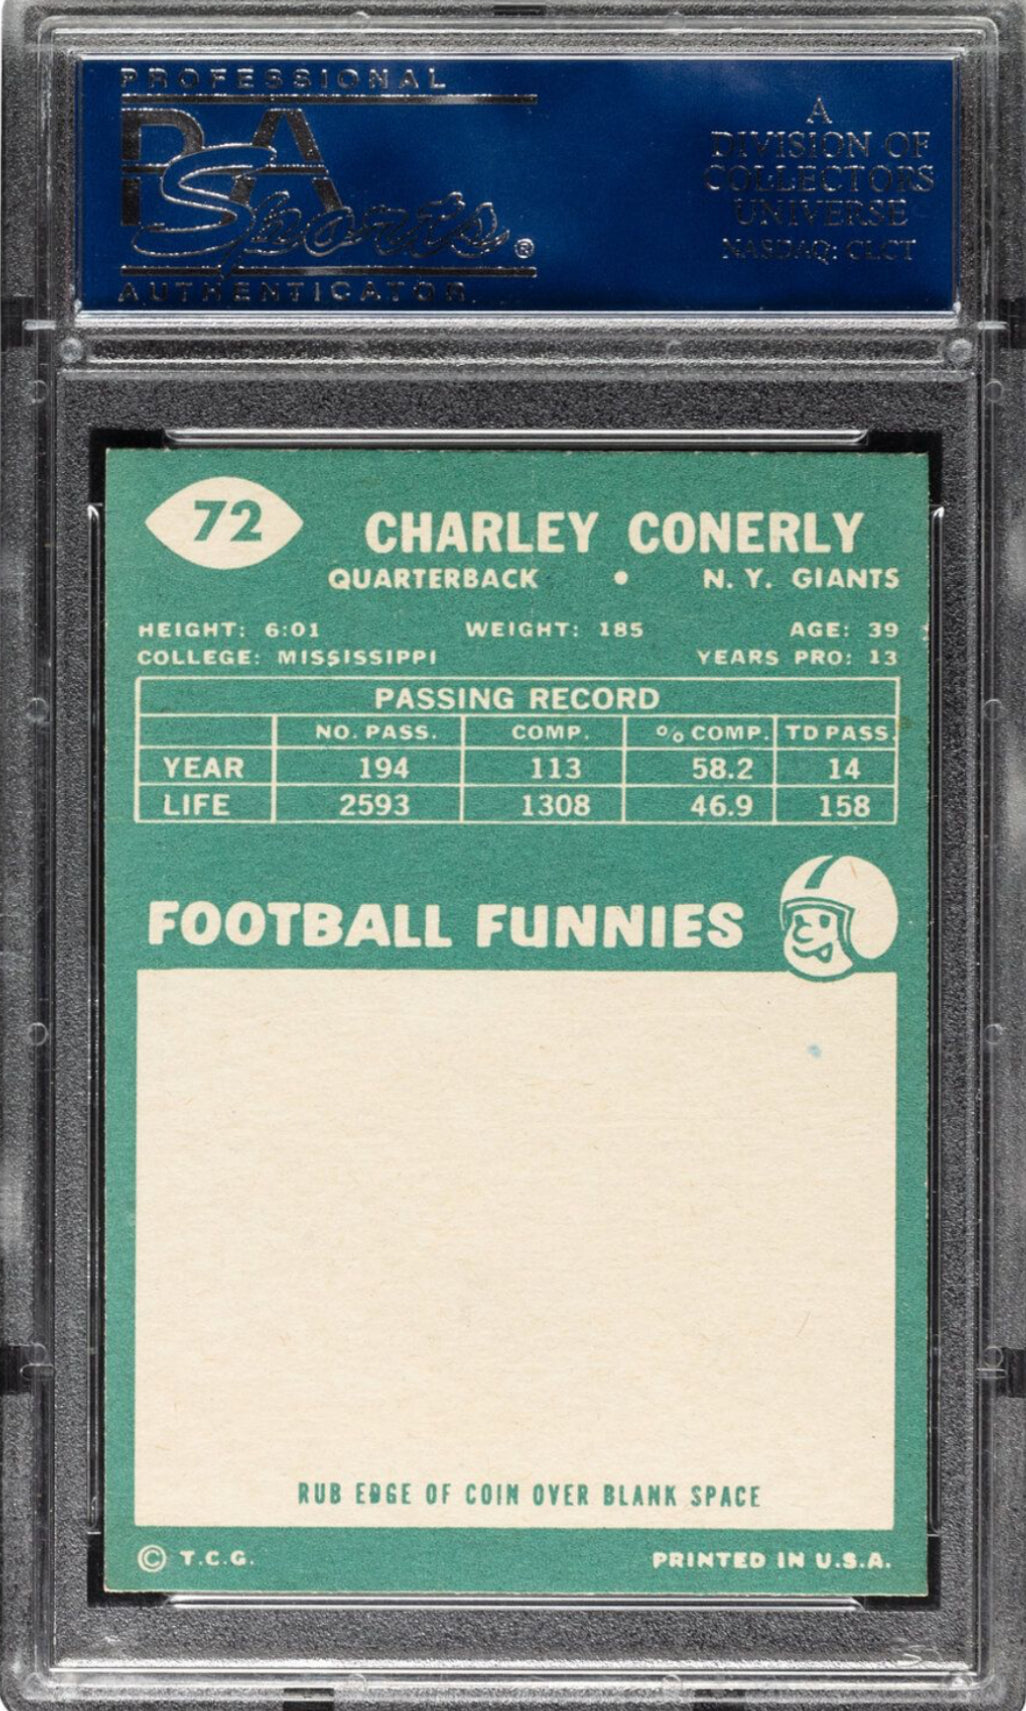 PROFESSIONAL
PSA
Sports®
AUTHENTICATOR
A
DIVISION OF
COLLECTORS
UNIVERSE
NASDAQ: CLCT
72
CHARLEY CONERLY
QUARTERBACK • N. Y. GIANTS
HEIGHT: 6:01 WEIGHT: 185 AGE: 39
COLLEGE: MISSISSIPPI YEARS PRO: 13
PASSING RECORD
NO. PASS. COMP. % COMP. TD PASS.
YEAR 194 113 58.2 14
LIFE 2593 1308 46.9 158
FOOTBALL FUNNIES
RUB EDGE OF COIN OVER BLANK SPACE
© T.C.G. PRINTED IN U.S.A.